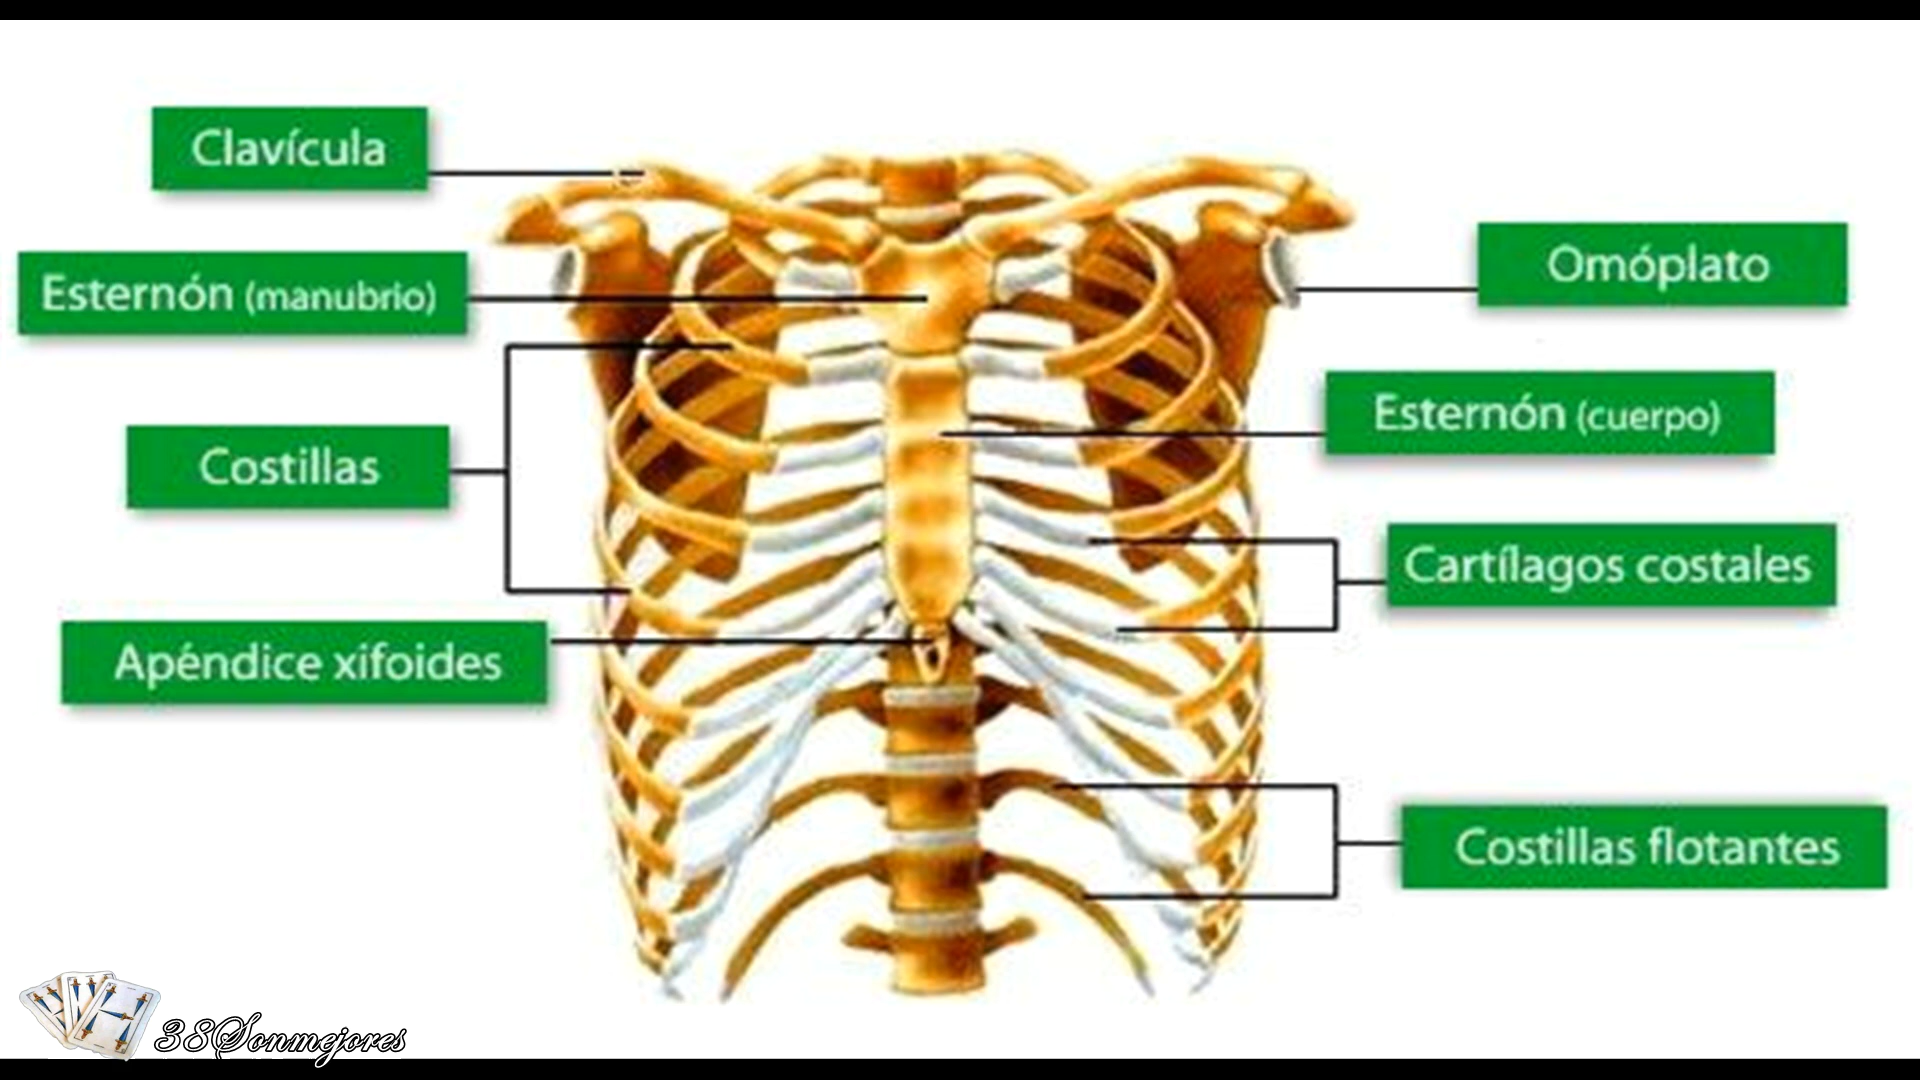 Clavícula
Omóplato
Esternón (manubrio)
Esternón (cuerpo)
Costillas
Cartílagos costales
Apéndice xifoides
Costillas flotantes
38Sonmejores